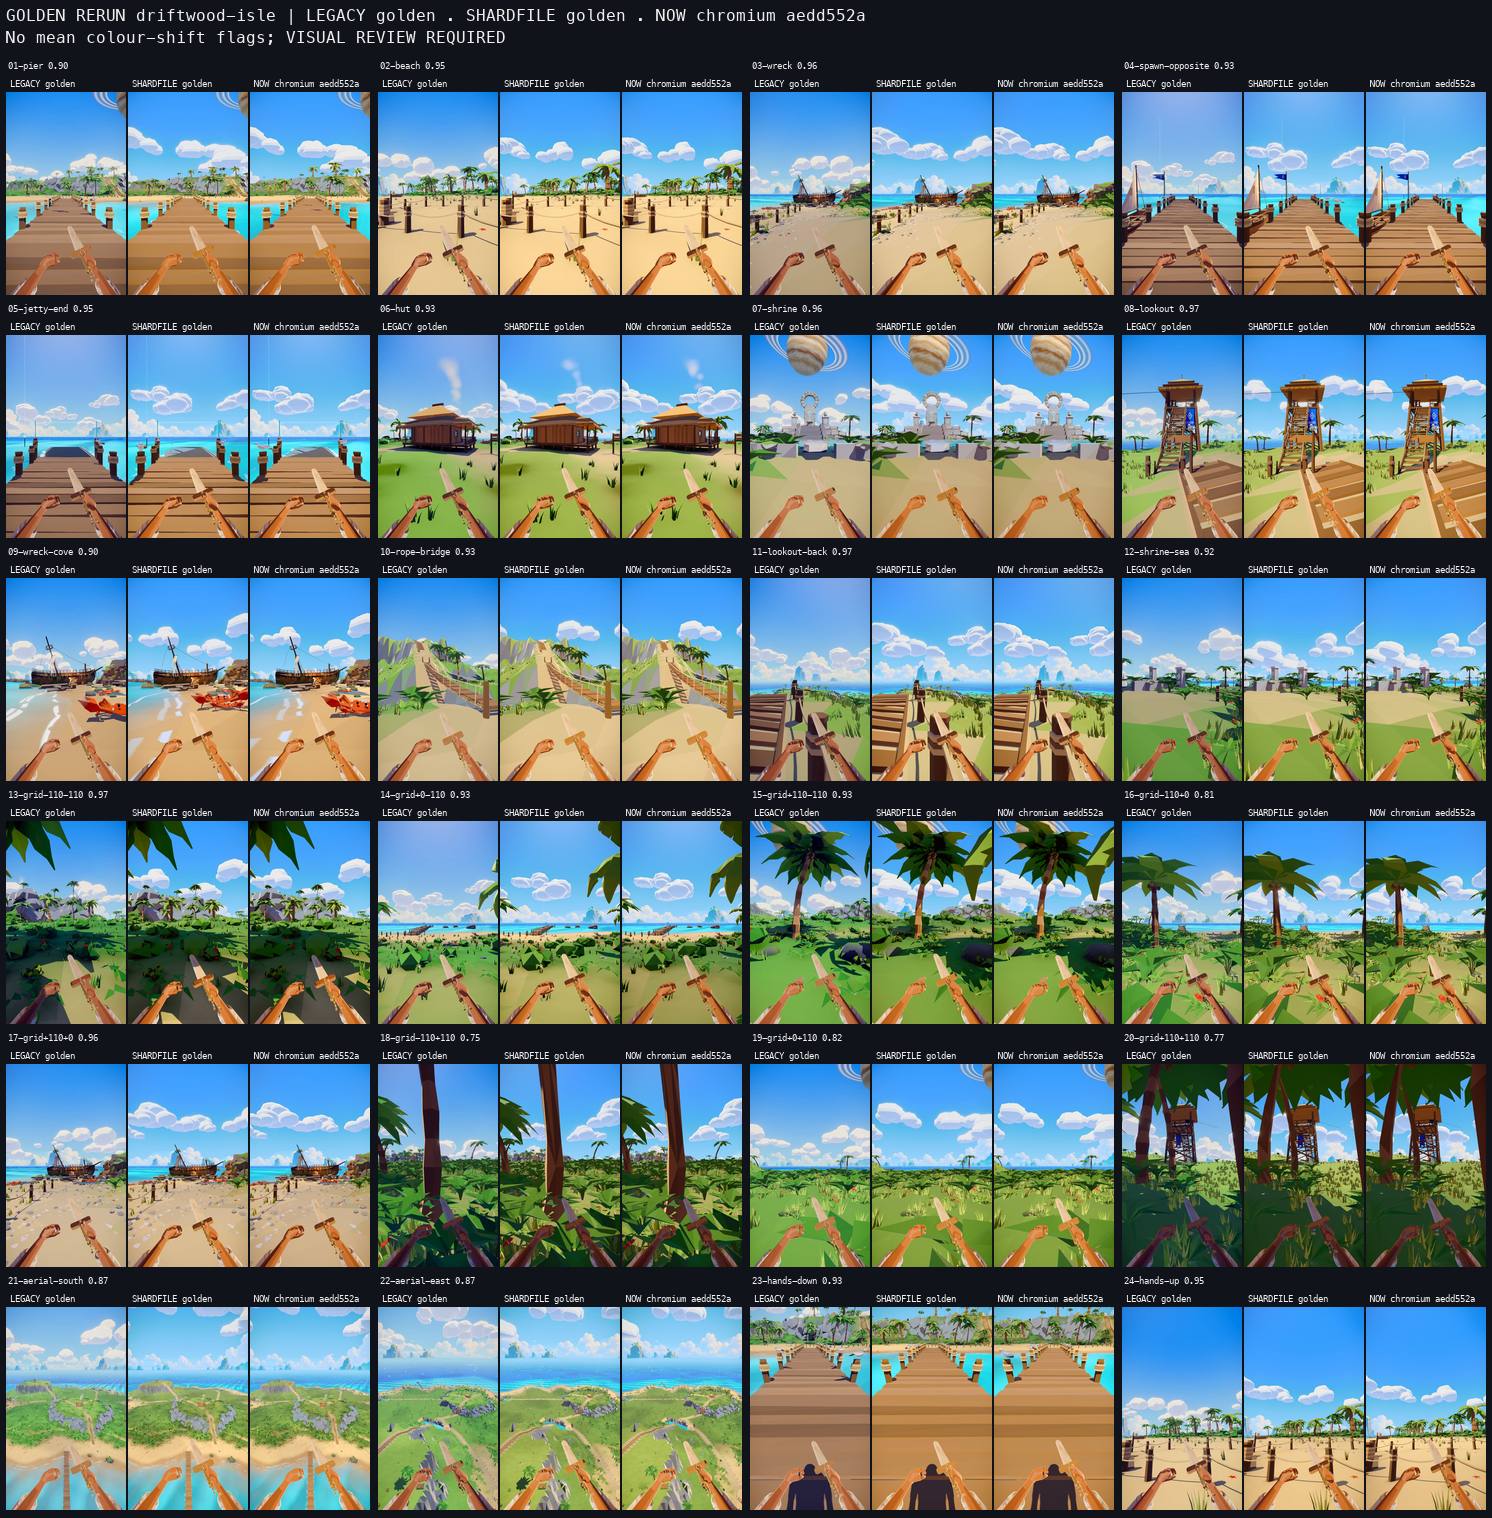 GOLDEN RERUN driftwood-isle | LEGACY golden . SHARDFILE golden . NOW chromium aedd552a
No mean colour-shift flags; VISUAL REVIEW REQUIRED
01-pier 0.90
LEGACY golden SHARDFILE golden NOW chromium aedd552a
02-beach 0.95
LEGACY golden SHARDFILE golden NOW chromium aedd552a
03-wreck 0.96
LEGACY golden SHARDFILE golden NOW chromium aedd552a
04-spawn-opposite 0.93
LEGACY golden SHARDFILE golden NOW chromium aedd552a
05-jetty-end 0.95
LEGACY golden SHARDFILE golden NOW chromium aedd552a
06-hut 0.93
LEGACY golden SHARDFILE golden NOW chromium aedd552a
07-shrine 0.96
LEGACY golden SHARDFILE golden NOW chromium aedd552a
08-lookout 0.97
LEGACY golden SHARDFILE golden NOW chromium aedd552a
09-wreck-cove 0.90
LEGACY golden SHARDFILE golden NOW chromium aedd552a
10-rope-bridge 0.93
LEGACY golden SHARDFILE golden NOW chromium aedd552a
11-lookout-back 0.97
LEGACY golden SHARDFILE golden NOW chromium aedd552a
12-shrine-sea 0.92
LEGACY golden SHARDFILE golden NOW chromium aedd552a
13-grid-110-110 0.97
LEGACY golden SHARDFILE golden NOW chromium aedd552a
14-grid+0-110 0.93
LEGACY golden SHARDFILE golden NOW chromium aedd552a
15-grid+110-110 0.93
LEGACY golden SHARDFILE golden NOW chromium aedd552a
16-grid-110+0 0.81
LEGACY golden SHARDFILE golden NOW chromium aedd552a
17-grid+110+0 0.96
LEGACY golden SHARDFILE golden NOW chromium aedd552a
18-grid-110+110 0.75
LEGACY golden SHARDFILE golden NOW chromium aedd552a
19-grid+0+110 0.82
LEGACY golden SHARDFILE golden NOW chromium aedd552a
20-grid+110+110 0.77
LEGACY golden SHARDFILE golden NOW chromium aedd552a
21-aerial-south 0.87
LEGACY golden SHARDFILE golden NOW chromium aedd552a
22-aerial-east 0.87
LEGACY golden SHARDFILE golden NOW chromium aedd552a
23-hands-down 0.93
LEGACY golden SHARDFILE golden NOW chromium aedd552a
24-hands-up 0.95
LEGACY golden SHARDFILE golden NOW chromium aedd552a